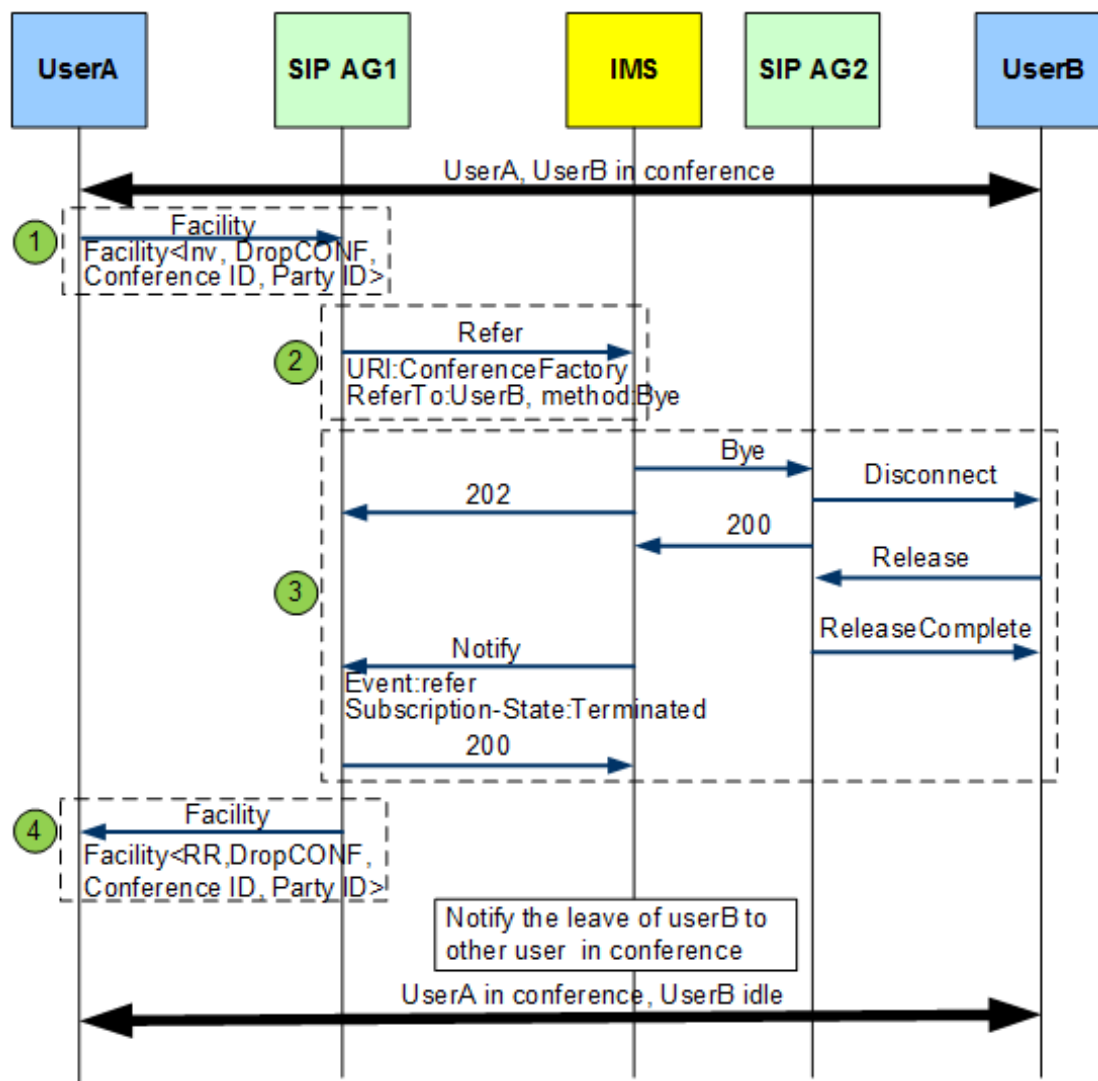 UserA
SIP AG1
IMS
SIP AG2
UserB
UserA, UserB in conference
1
Facility
Facility<Inv, DropCONF,
Conference ID, Party ID>
2
Refer
URI:ConferenceFactory
ReferTo:UserB, method:Bye
Bye
Disconnect
202
200
Release
3
ReleaseComplete
Notify
Event:refer
Subscription-State:Terminated
200
4
Facility
Facility<RR,DropCONF,
Conference ID, Party ID>
Notify the leave of userB to
other user in conference
UserA in conference, UserB idle